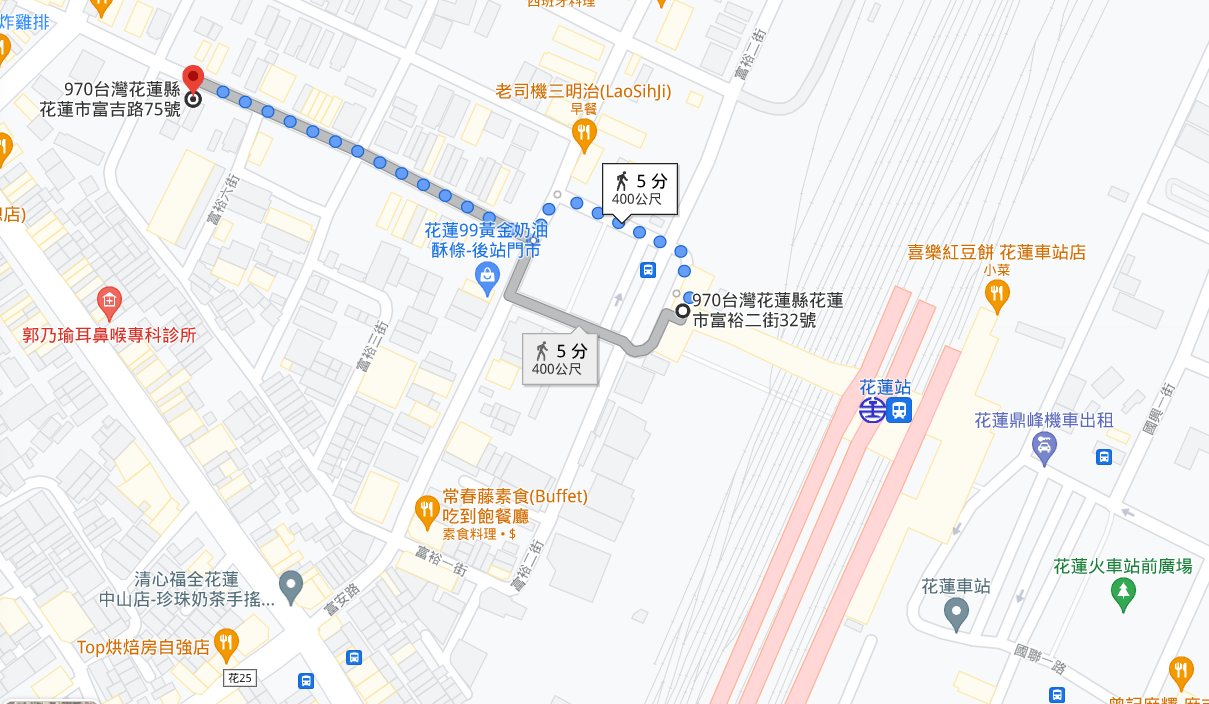 西班牙料理
炸雞排
富裕二街
970台灣花蓮縣
花蓮市富吉路75號
老司機三明治(LaoSihJi)
早餐
5 分
400公尺
富裕六街
店)
花蓮99黃金奶油
酥條-後站門市
喜樂紅豆餅 花蓮車站店
小菜
970台灣花蓮縣花蓮
市富裕二街32號
郭乃瑜耳鼻喉專科診所
富裕三街
5 分
400公尺
花蓮站
國興一街
花蓮鼎峰機車出租
常春藤素食(Buffet)
吃到飽餐廳
素食料理 • $
富裕一街
富裕二街
花蓮火車站前廣場
清心福全花蓮
中山店-珍珠奶茶手搖...
富安路
花蓮車站
Top烘焙房自強店
國聯一路
花25